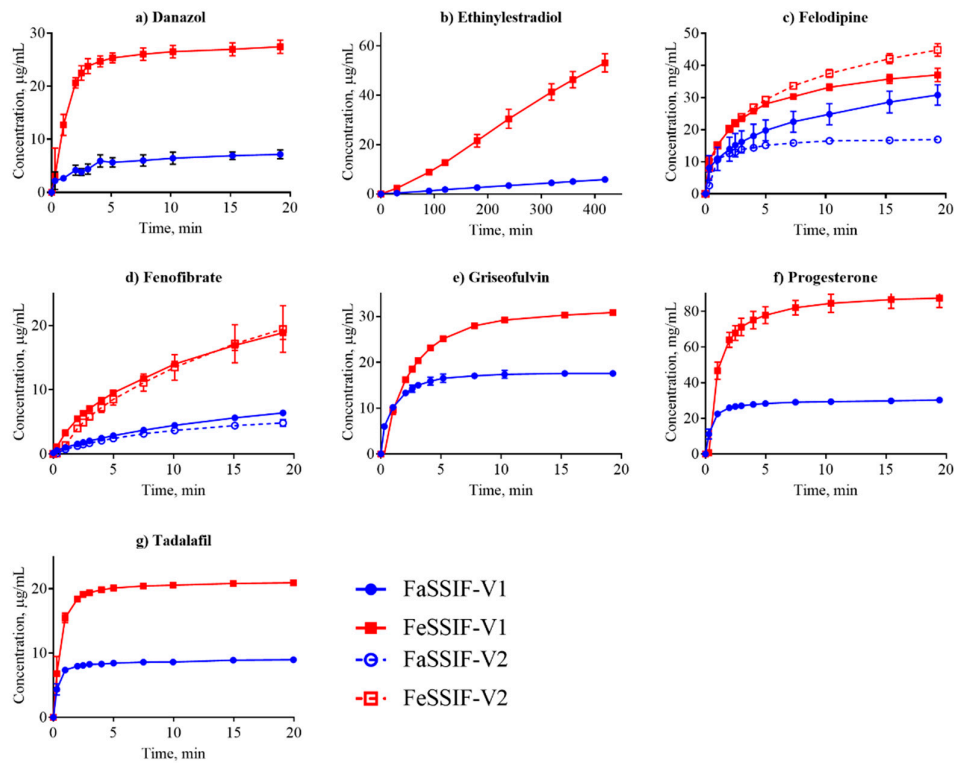 a) Danazol
Concentration, µg/mL
30
20
10
0
0 5 10 15 20
Time, min
b) Ethinylestradiol
Concentration, µg/mL
60
40
20
0
0 100 200 300 400
Time, min
c) Felodipine
Concentration, mg/mL
50
40
30
20
10
0
0 5 10 15 20
Time, min
d) Fenofibrate
Concentration, µg/mL
20
10
0
0 5 10 15 20
Time, min
e) Griseofulvin
Concentration, µg/mL
30
20
10
0
0 5 10 15 20
Time, min
f) Progesterone
Concentration, mg/mL
80
60
40
20
0
0 5 10 15 20
Time, min
g) Tadalafil
Concentration, µg/mL
20
10
0
0 5 10 15 20
Time, min
FaSSIF-V1
FeSSIF-V1
FaSSIF-V2
FeSSIF-V2